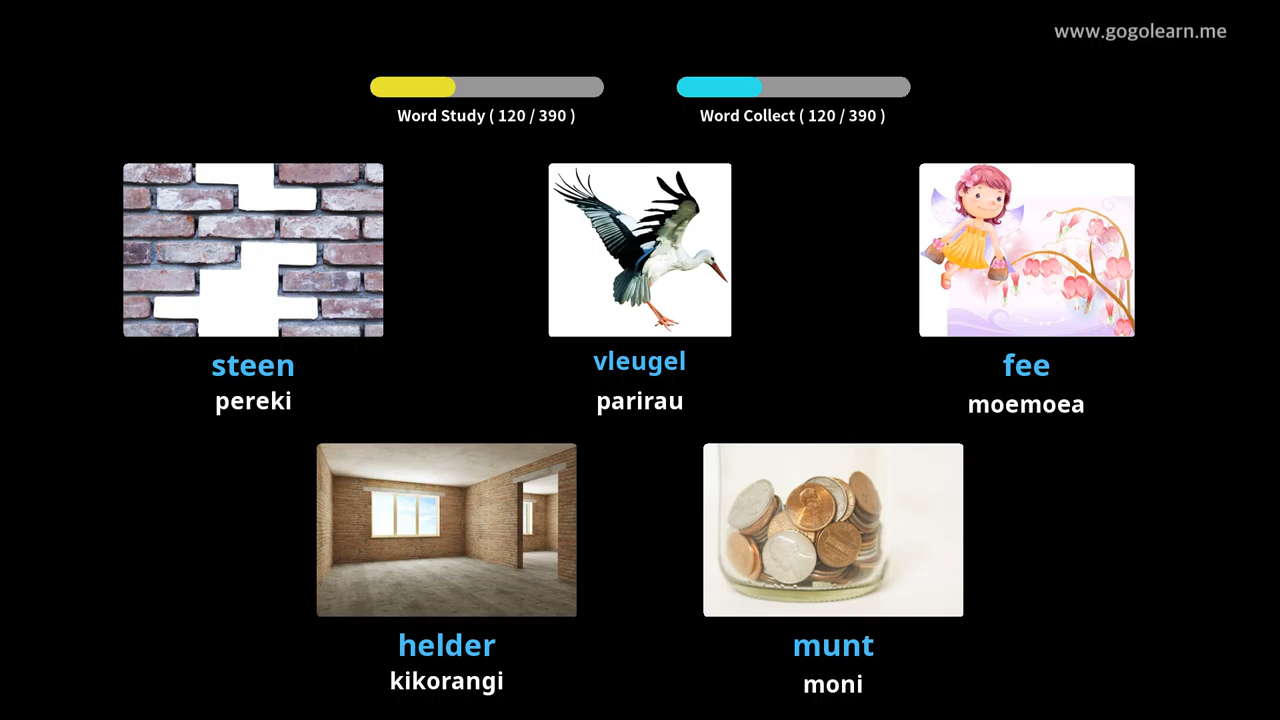 www.gogolearn.me
Word Study ( 120 / 390 )
Word Collect ( 120 / 390 )
steen
pereki
vleugel
parirau
fee
moemoea
helder
kikorangi
munt
moni